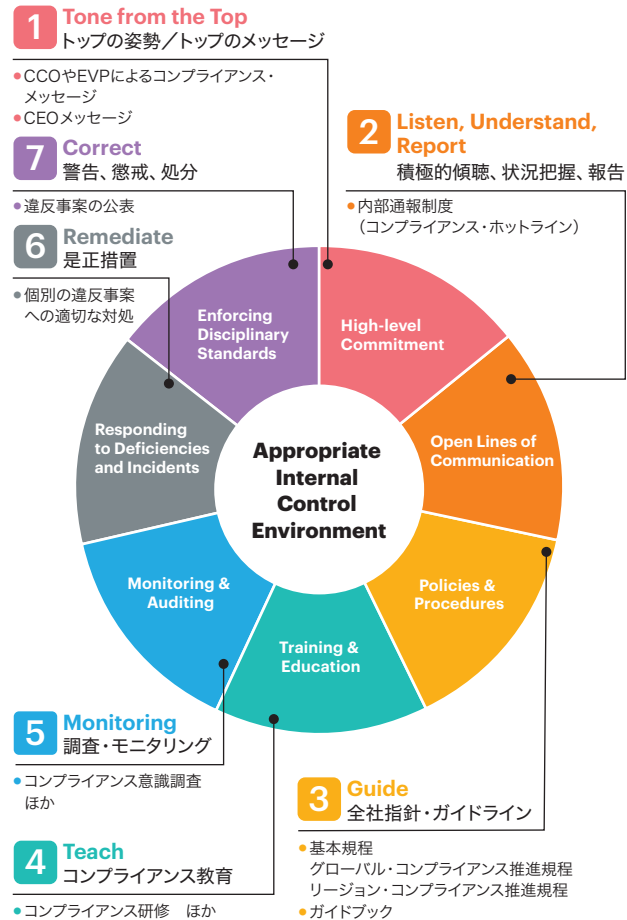 1 Tone from the Top
トップの姿勢／トップのメッセージ
•CCOやEVPによるコンプライアンス・
メッセージ
•CEOメッセージ
2 Listen, Understand,
Report
積極的傾聴、状況把握、報告
•内部通報制度
（コンプライアンス・ホットライン）
7 Correct
警告、懲戒、処分
•違反事案の公表
6 Remediate
是正措置
•個別の違反事案
への適切な対処
Enforcing
Disciplinary
Standards
High-level
Commitment
Responding
to Deficiencies
and Incidents
Appropriate
Internal
Control
Environment
Open Lines of
Communication
Monitoring &
Auditing
Policies &
Procedures
Training &
Education
5 Monitoring
調査・モニタリング
•コンプライアンス意識調査
ほか
3 Guide
全社指針・ガイドライン
•基本規程
グローバル・コンプライアンス推進規程
リージョン・コンプライアンス推進規程
•ガイドブック
4 Teach
コンプライアンス教育
•コンプライアンス研修　ほか